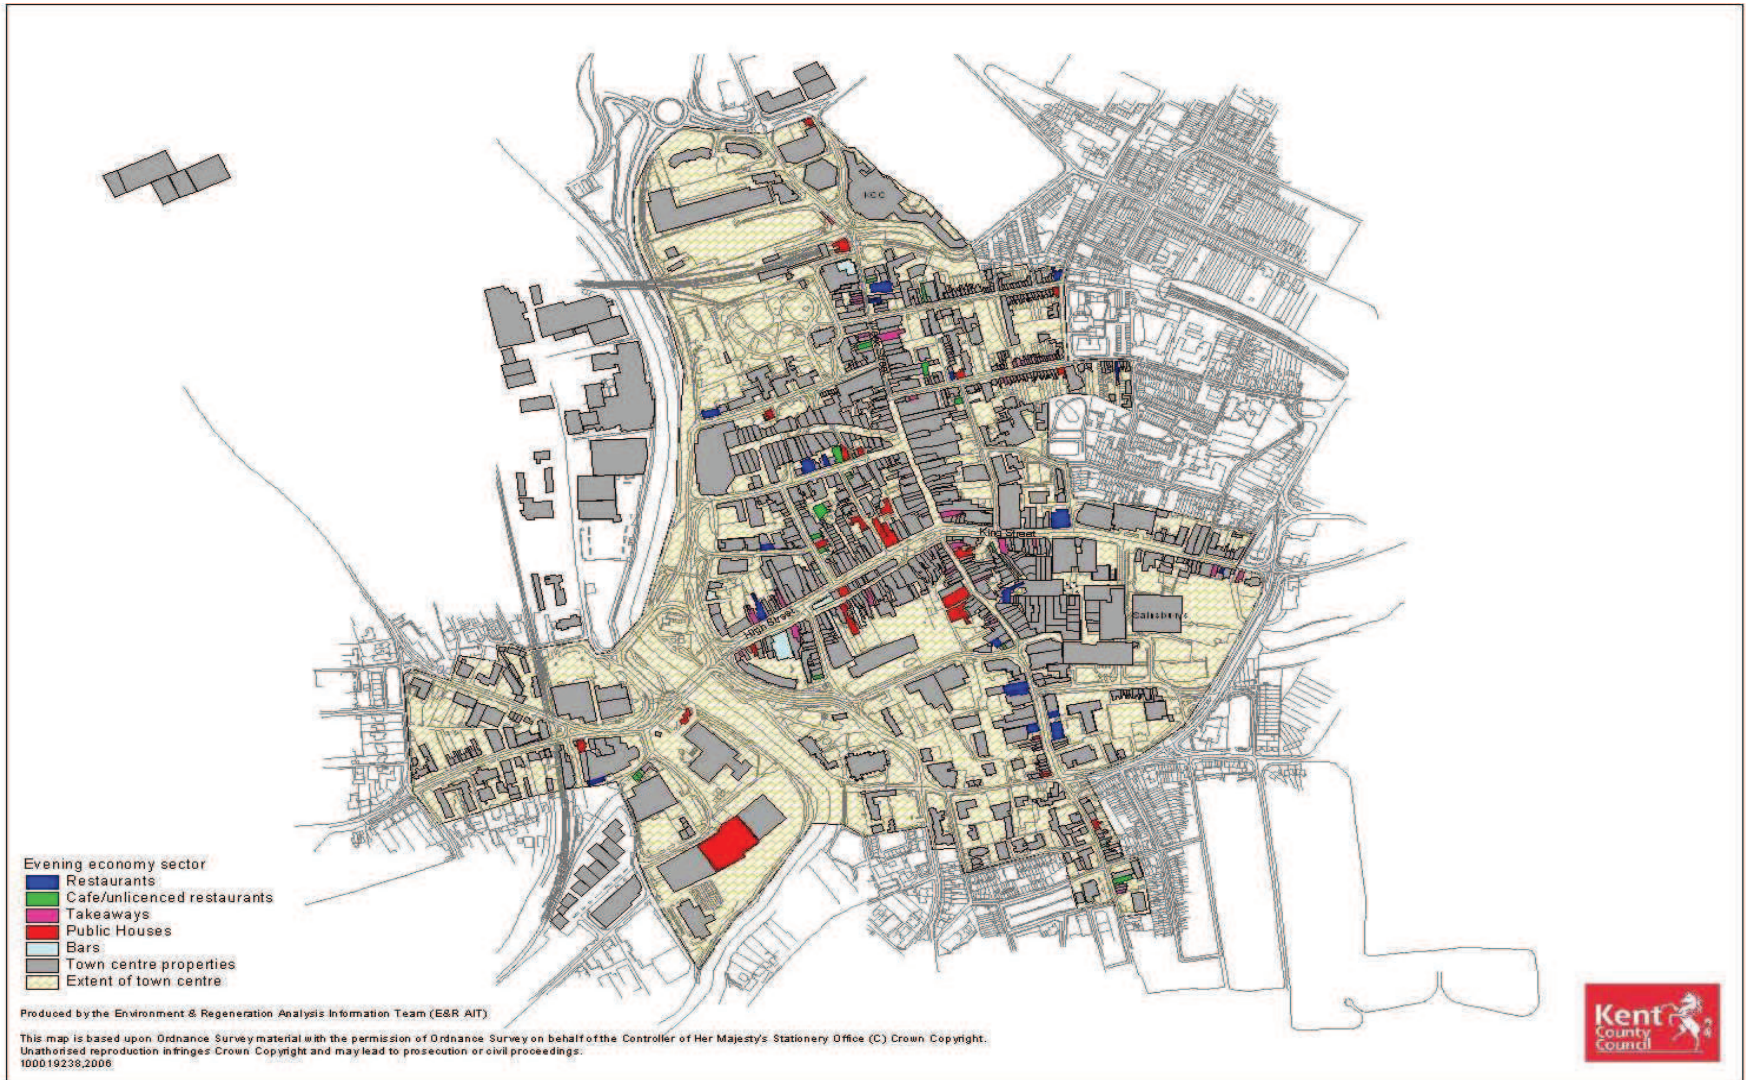 KCC
King Street
Sainsbury's
High Street
Evening economy sector
Restaurants
Cafe/unlicenced restaurants
Takeaways
Public Houses
Bars
Town centre properties
Extent of town centre
Produced by the Environment & Regeneration Analysis Information Team (E&R AIT)
This map is based upon Ordnance Survey material with the permission of Ordnance Survey on behalf of the Controller of Her Majesty's Stationery Office (C) Crown Copyright.
Unathorised reproduction infringes Crown Copyright and may lead to prosecution or civil proceedings.
100019238,2006
Kent
County
Council